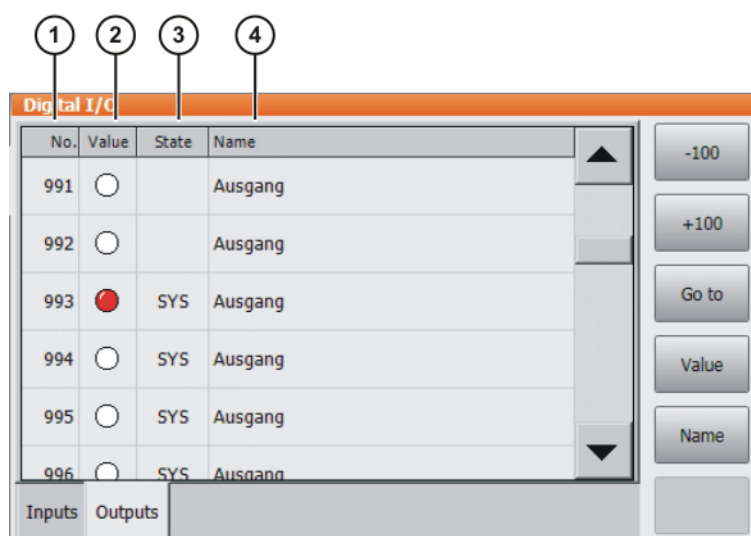 1 2 3 4
Digital I/O
No. Value State Name
991 Ausgang
992 Ausgang
993 SYS Ausgang
994 SYS Ausgang
995 SYS Ausgang
996 SYS Ausgang
Inputs Outputs
-100
+100
Go to
Value
Name